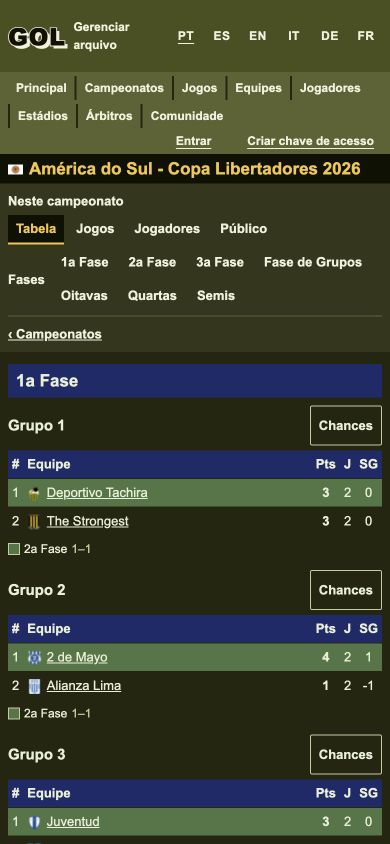 GOL
Gerenciar arquivo
PT ES EN IT DE FR
Principal Campeonatos Jogos Equipes Jogadores
Estádios Árbitros Comunidade
Entrar Criar chave de acesso
América do Sul - Copa Libertadores 2026
Neste campeonato
Tabela Jogos Jogadores Público
Fases
1a Fase 2a Fase 3a Fase Fase de Grupos
Oitavas Quartas Semis
‹ Campeonatos
1a Fase
Grupo 1 Chances
# Equipe Pts J SG
1 Deportivo Tachira 3 2 0
2 The Strongest 3 2 0
2a Fase 1–1
Grupo 2 Chances
# Equipe Pts J SG
1 2 de Mayo 4 2 1
2 Alianza Lima 1 2 -1
2a Fase 1–1
Grupo 3 Chances
# Equipe Pts J SG
1 Juventud 3 2 0